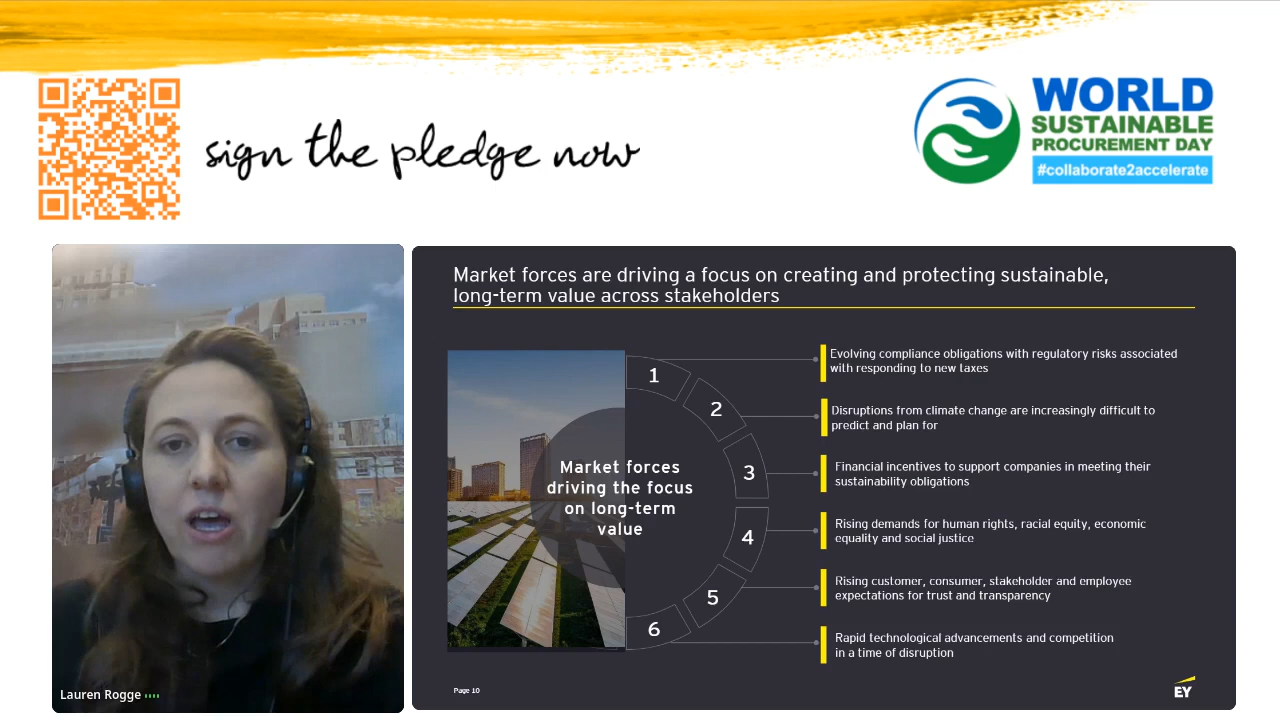 sign the pledge now
WORLD
SUSTAINABLE
PROCUREMENT DAY
#collaborate2accelerate
Lauren Rogge
Market forces are driving a focus on creating and protecting sustainable,
long-term value across stakeholders
Market forces
driving the focus
on long-term
value
1
Evolving compliance obligations with regulatory risks associated
with responding to new taxes
2
Disruptions from climate change are increasingly difficult to
predict and plan for
3
Financial incentives to support companies in meeting their
sustainability obligations
4
Rising demands for human rights, racial equity, economic
equality and social justice
5
Rising customer, consumer, stakeholder and employee
expectations for trust and transparency
6
Rapid technological advancements and competition
in a time of disruption
Page 10
EY